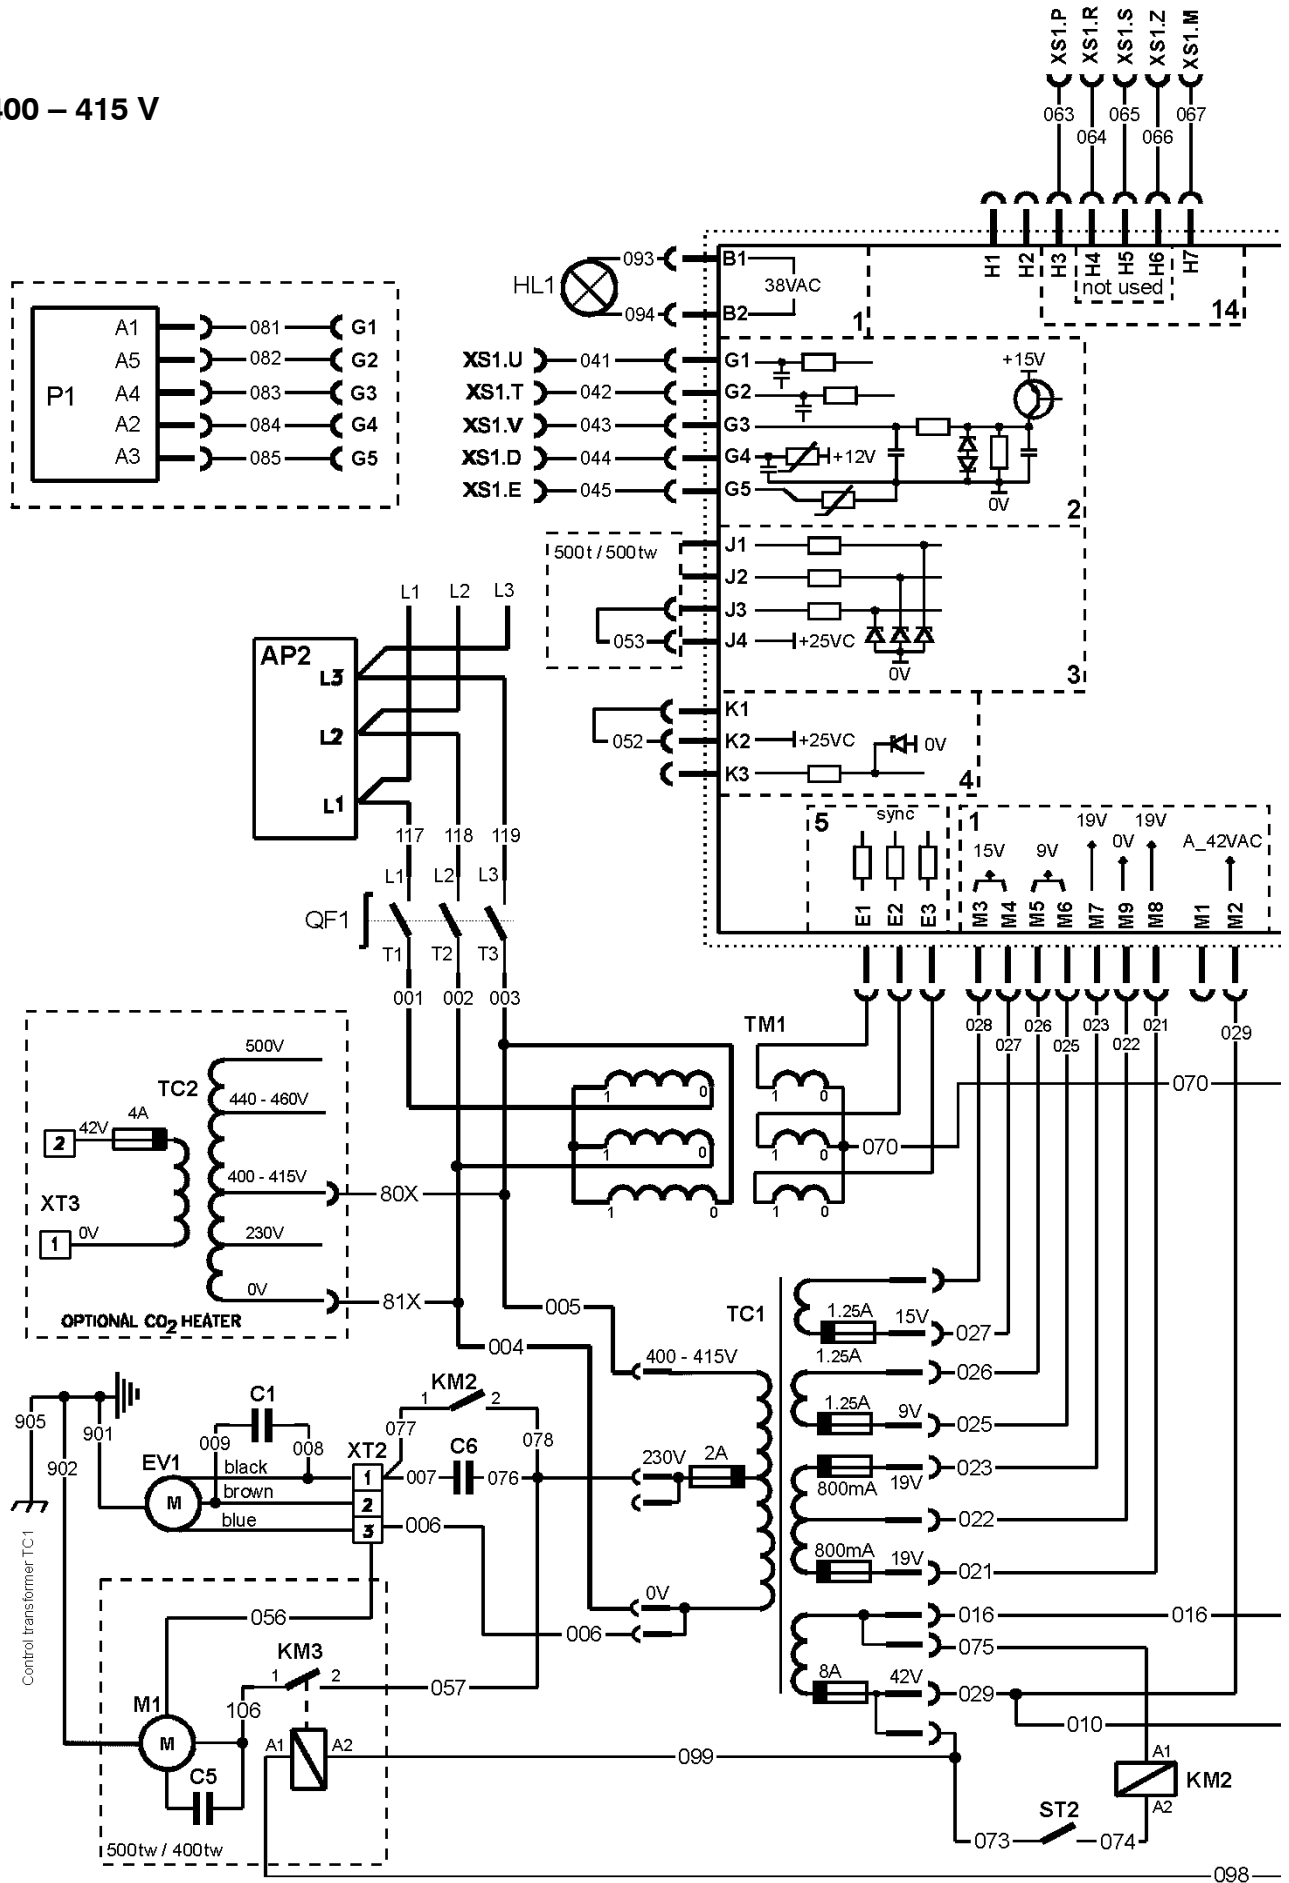 400 – 415 V
XS1.P XS1.R XS1.S XS1.Z XS1.M
063 064 065 066 067
H1 H2 H3 H4 H5 H6 H7
not used
14
HL1
093
094
B1
38VAC
B2
1
P1
A1 081 G1
A5 082 G2
A4 083 G3
A2 084 G4
A3 085 G5
XS1.U 041 G1
XS1.T 042 G2
XS1.V 043 G3
XS1.D 044 G4
XS1.E 045 G5
+15V
+12V
0V
2
500t / 500tw
J1
J2
J3
053 J4 +25VC
0V
3
K1
052 K2 +25VC
K3
0V
4
L1 L2 L3
AP2
L3
L2
L1
117 118 119
L1 L2 L3
QF1
T1 T2 T3
001 002 003
5 sync
E1 E2 E3
1
15V 9V 19V 0V 19V A_42VAC
M3 M4 M5 M6 M7 M9 M8 M1 M2
028 027 026 025 023 022 021 029
TM1
1 0 1 0
1 0 1 0
1 0 1 0
070
070
TC2
500V
440 - 460V
400 - 415V
230V
0V
4A
42V
2
XT3
1
0V
80X
81X
OPTIONAL CO2 HEATER
005
004
TC1
400 - 415V
230V
2A
0V
006
1.25A 15V 027
1.25A
026
1.25A 9V 025
023
800mA 19V
022
800mA 19V 021
016 016
075
8A 42V 029
010
905 901 902
Control transformer TC1
C1
009 008
EV1
M
black
brown
blue
XT2
1
2
3
KM2
1 2
077 078
007 C6 076
006
056
KM3
1 2
057
106
M1
M
C5
A1 A2
500tw / 400tw
099
A1
KM2
A2
ST2
073 074
098